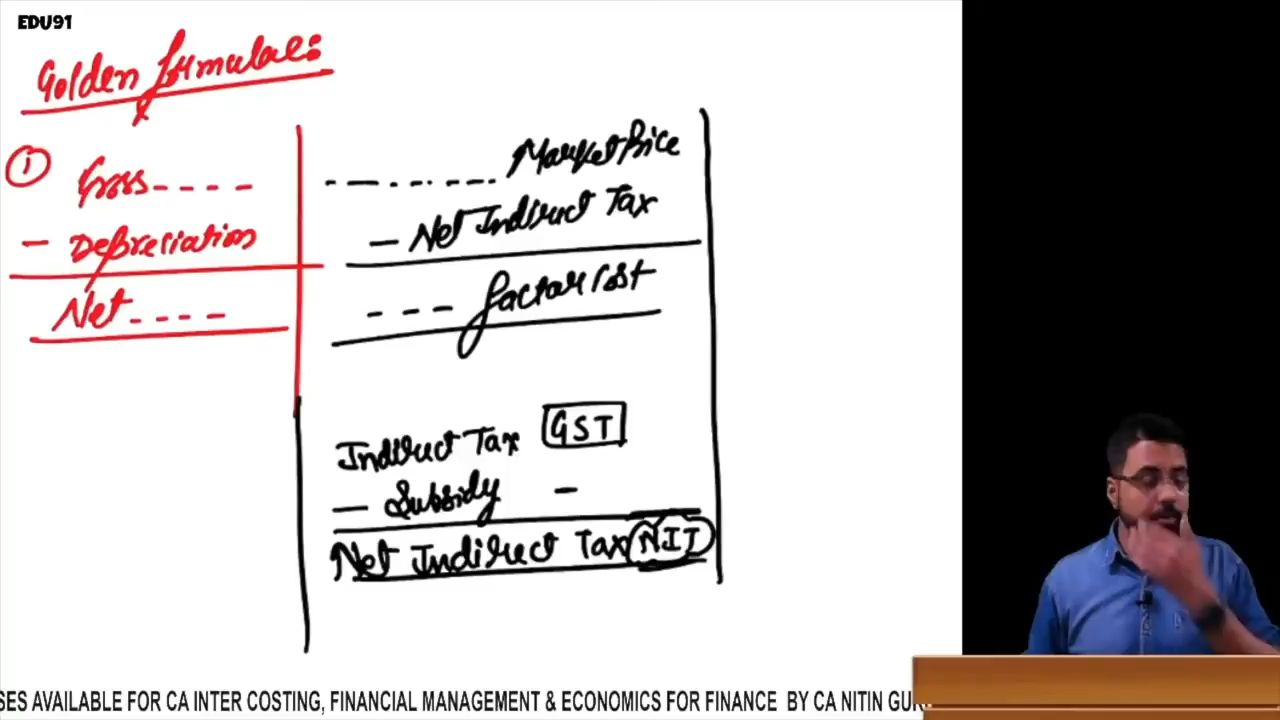 EDU91
Golden formulae:
① Gross----
- Depreciation
Net----
------ Market Price
- Net Indirect Tax
--- factor Cost
Indirect Tax GST
- Subsidy -
Net Indirect Tax NIT
SES AVAILABLE FOR CA INTER COSTING, FINANCIAL MANAGEMENT & ECONOMICS FOR FINANCE BY CA NITIN GUR